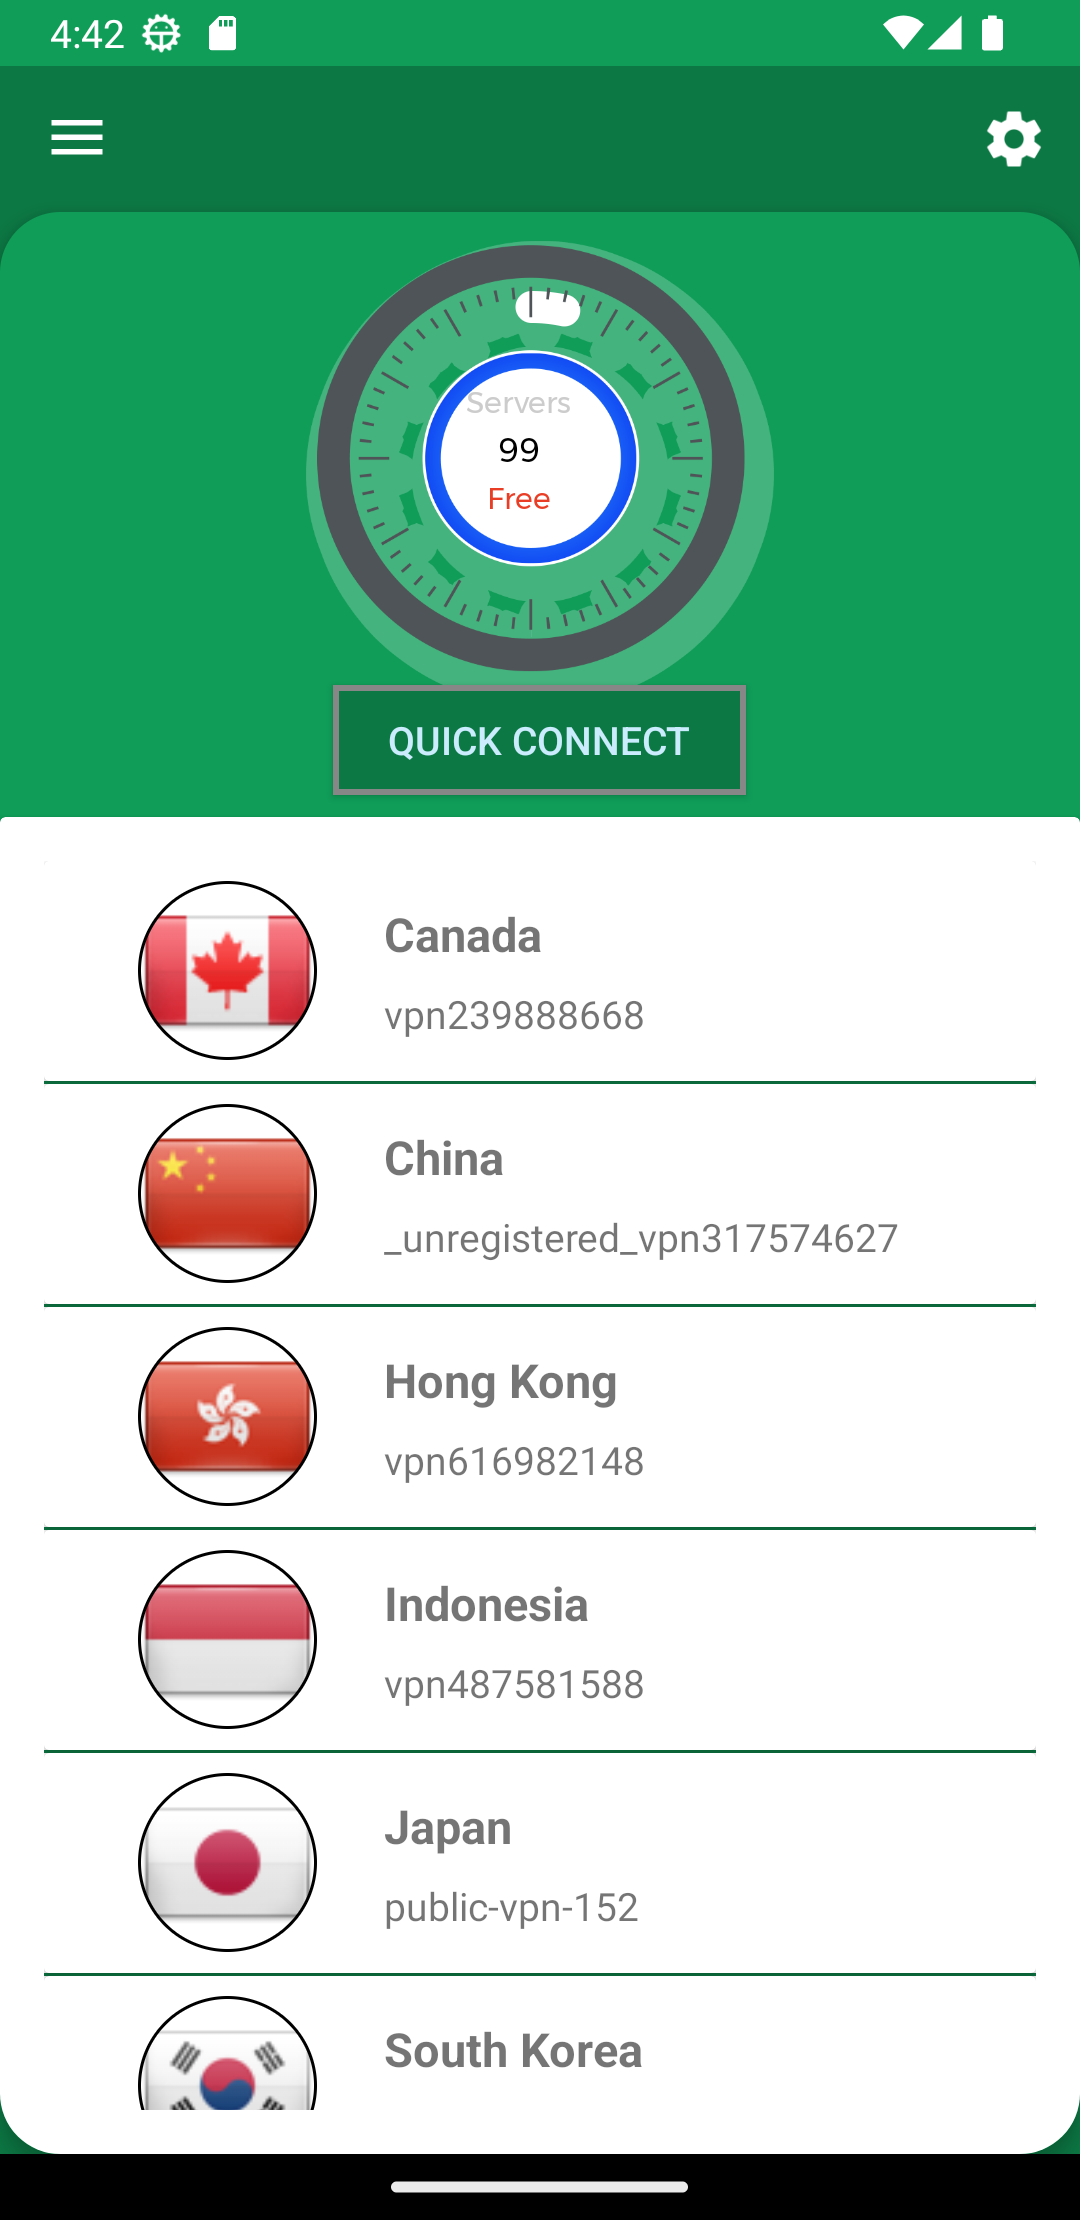 4:42
Servers
99
Free
QUICK CONNECT
Canada
vpn239888668
China
_unregistered_vpn317574627
Hong Kong
vpn616982148
Indonesia
vpn487581588
Japan
public-vpn-152
South Korea